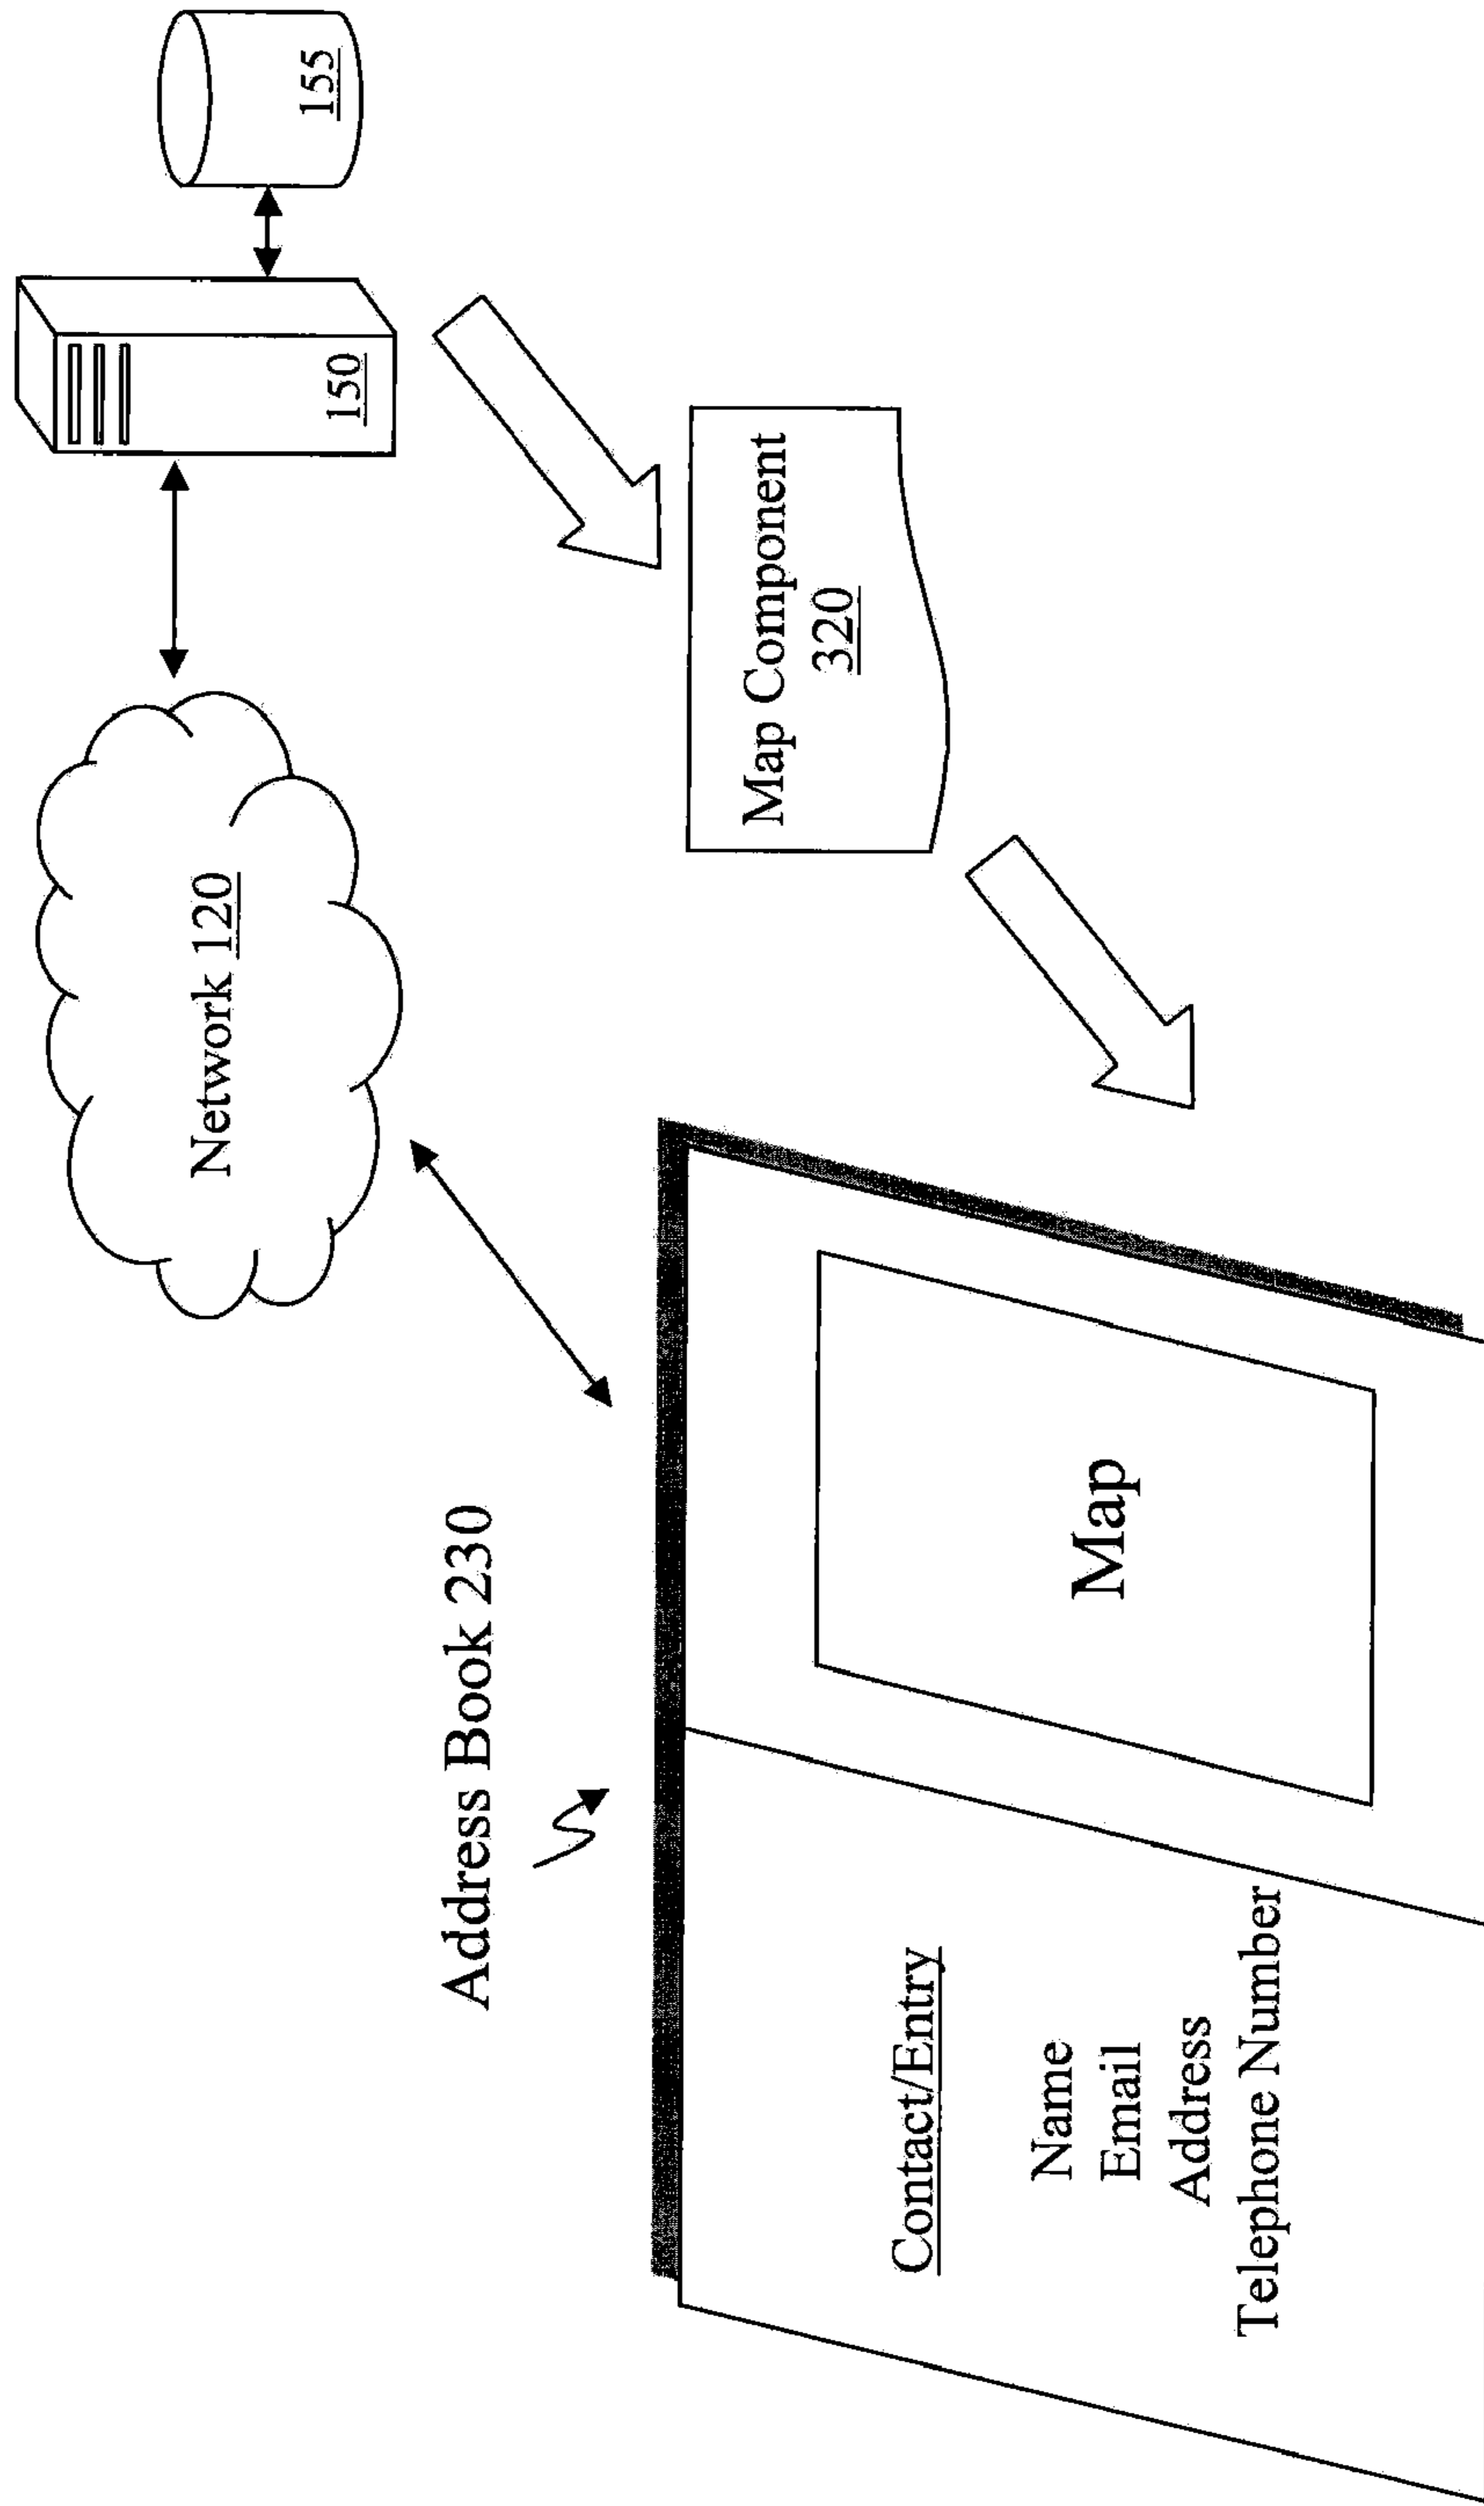 155
150
Network 120
Map Component
320
Address Book 230
Map
Contact/Entry
Name
Email
Address
Telephone Number